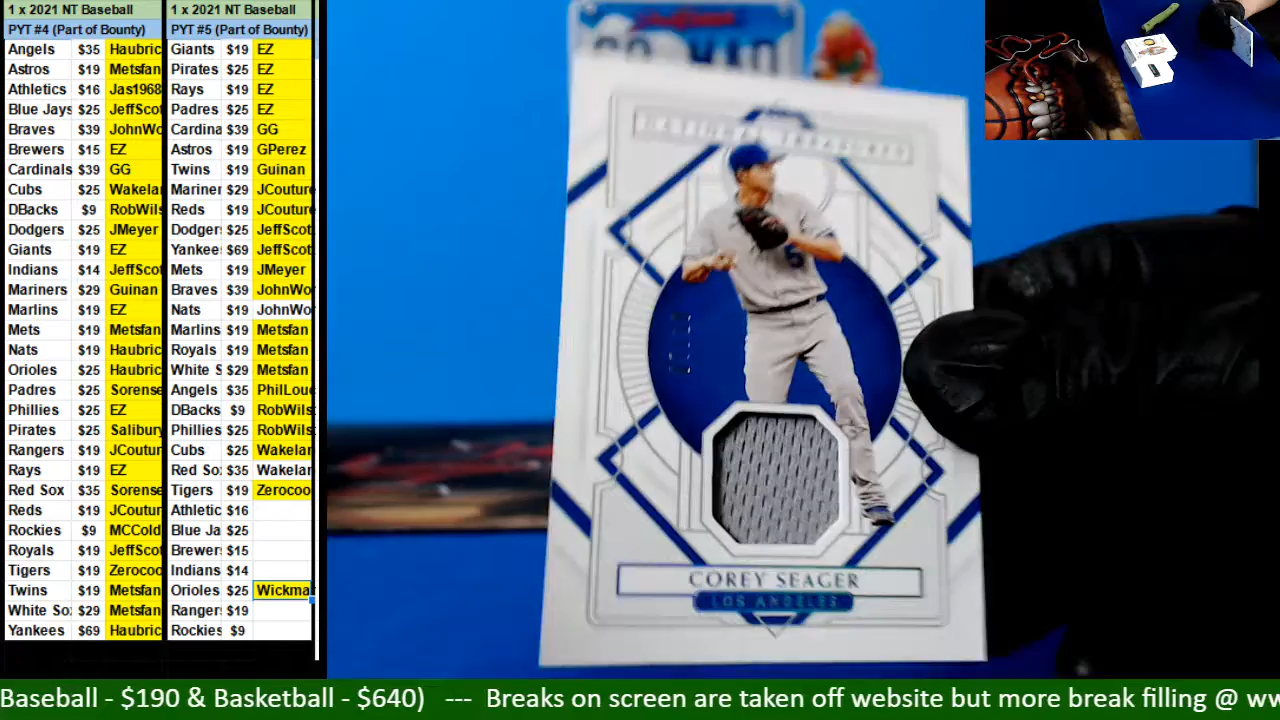 1 x 2021 NT Baseball
PYT #4 (Part of Bounty)
Angels $35 Haubric
Astros $19 Metsfan
Athletics $16 Jas1968
Blue Jays $25 JeffScot
Braves $39 JohnWo
Brewers $15 EZ
Cardinals $39 GG
Cubs $25 Wakelar
DBacks $9 RobWils
Dodgers $25 JMeyer
Giants $19 EZ
Indians $14 JeffScot
Mariners $29 Guinan
Marlins $19 EZ
Mets $19 Metsfan
Nats $19 Haubric
Orioles $25 Haubric
Padres $25 Sorense
Phillies $25 EZ
Pirates $25 Salibury
Rangers $19 JCoutur
Rays $19 EZ
Red Sox $35 Sorense
Reds $19 JCoutur
Rockies $9 MCCold
Royals $19 JeffScot
Tigers $19 Zerocoo
Twins $19 Metsfan
White So $29 Metsfan
Yankees $69 Haubric
1 x 2021 NT Baseball
PYT #5 (Part of Bounty)
Giants $19 EZ
Pirates $25 EZ
Rays $19 EZ
Padres $25 EZ
Cardina $39 GG
Astros $19 GPerez
Twins $19 Guinan
Mariner $29 JCouture
Reds $19 JCouture
Dodgers $25 JeffScot
Yankee $69 JeffScot
Mets $19 JMeyer
Braves $39 JohnWo
Nats $19 JohnWo
Marlins $19 Metsfan
Royals $19 Metsfan
White S $29 Metsfan
Angels $35 PhilLouc
DBacks $9 RobWils
Phillies $25 RobWils
Cubs $25 Wakelar
Red So $35 Wakelar
Tigers $19 Zerocoo
Athletic $16
Blue Ja $25
Brewer $15
Indians $14
Orioles $25 Wickma
Ranger $19
Rockies $9
NATIONAL TREASURES
5
COREY SEAGER
LOS ANGELES
Baseball - $190 & Basketball - $640) --- Breaks on screen are taken off website but more break filling @ ww